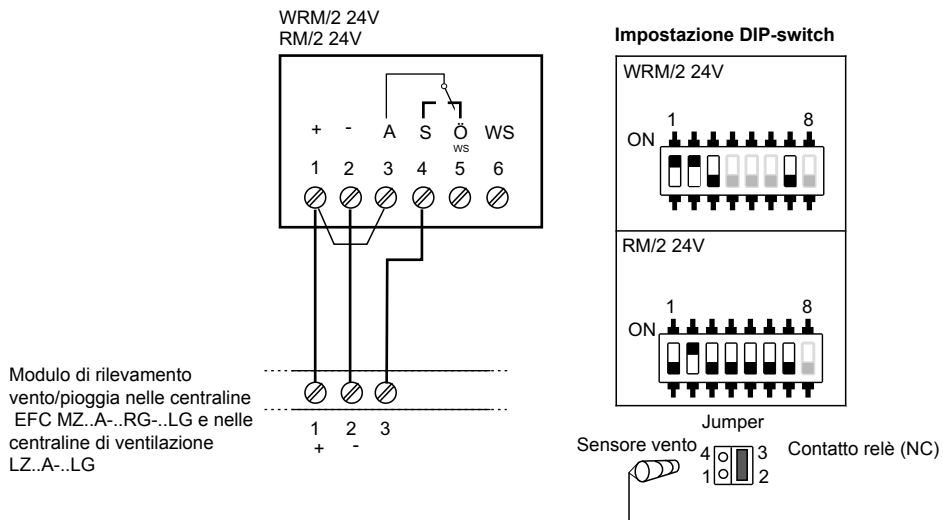 WRM/2 24V
RM/2 24V
+ - A S Ö WS
WS
1 2 3 4 5 6
Modulo di rilevamento
vento/pioggia nelle centraline
EFC MZ..A-..RG-..LG e nelle
centraline di ventilazione
LZ..A-..LG
1 2 3
+ -
Impostazione DIP-switch
WRM/2 24V
1 8
ON
RM/2 24V
1 8
ON
Jumper
Sensore vento
4 3
1 2
Contatto relè (NC)